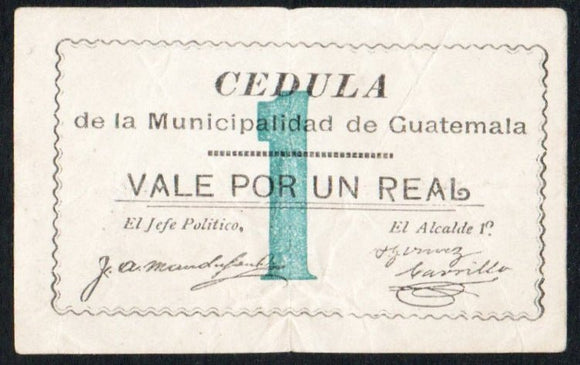 CEDULA
de la Municipalidad de Guatemala
1
VALE POR UN REAL
El Jefe Político, El Alcalde 1º.
J. A.
Carrillo